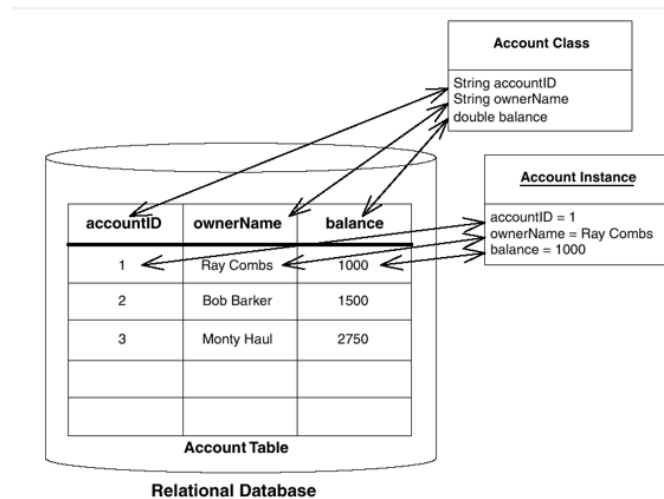 Account Class
String accountID
String ownerName
double balance
Account Instance
accountID = 1
ownerName = Ray Combs
balance = 1000
accountID ownerName balance
1 Ray Combs 1000
2 Bob Barker 1500
3 Monty Haul 2750
Account Table
Relational Database